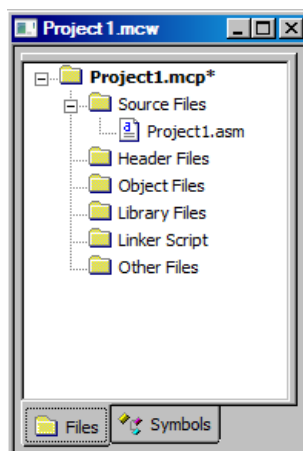 Project1.mcw
Project1.mcp*
Source Files
Project1.asm
Header Files
Object Files
Library Files
Linker Script
Other Files
Files
Symbols